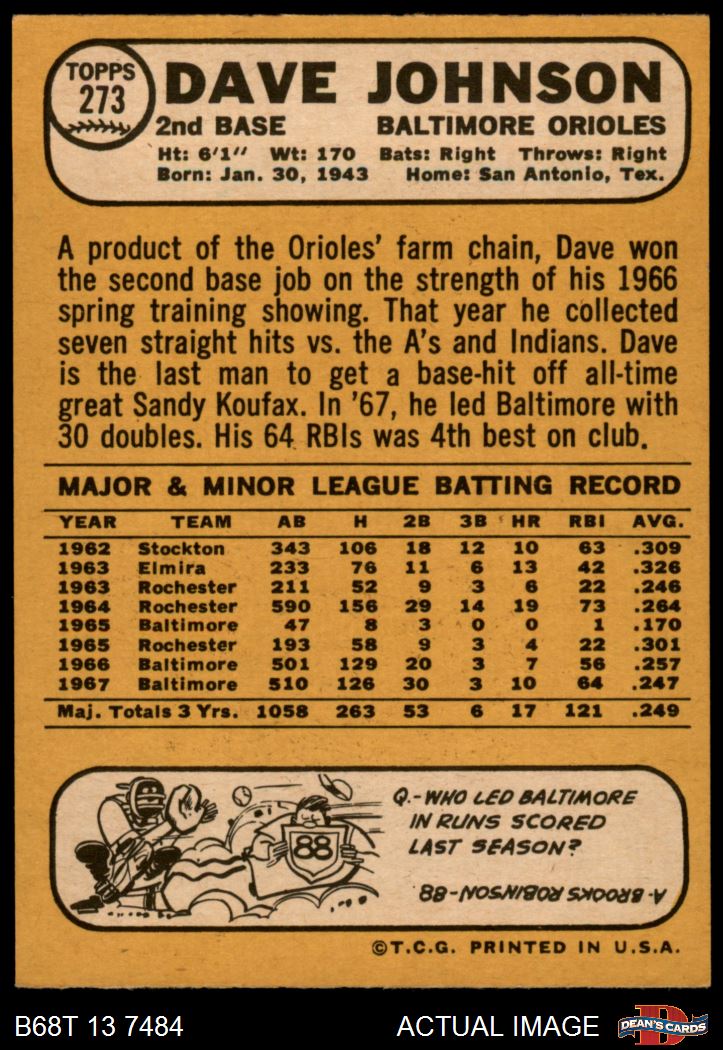 TOPPS
273
DAVE JOHNSON
2nd BASE BALTIMORE ORIOLES
Ht: 6'1" Wt: 170 Bats: Right Throws: Right
Born: Jan. 30, 1943 Home: San Antonio, Tex.
A product of the Orioles' farm chain, Dave won
the second base job on the strength of his 1966
spring training showing. That year he collected
seven straight hits vs. the A's and Indians. Dave
is the last man to get a base-hit off all-time
great Sandy Koufax. In '67, he led Baltimore with
30 doubles. His 64 RBIs was 4th best on club.
MAJOR & MINOR LEAGUE BATTING RECORD
YEAR TEAM AB H 2B 3B HR RBI AVG.
1962 Stockton 343 106 18 12 10 63 .309
1963 Elmira 233 76 11 6 13 42 .326
1963 Rochester 211 52 9 3 6 22 .246
1964 Rochester 590 156 29 14 19 73 .264
1965 Baltimore 47 8 3 0 0 1 .170
1965 Rochester 193 58 9 3 4 22 .301
1966 Baltimore 501 129 20 3 7 56 .257
1967 Baltimore 510 126 30 3 10 64 .247
Maj. Totals 3 Yrs. 1058 263 53 6 17 121 .249
88
Q.-WHO LED BALTIMORE
IN RUNS SCORED
LAST SEASON?
A-BROOKS ROBINSON-88
©T.C.G. PRINTED IN U.S.A.
B68T 13 7484 ACTUAL IMAGE
D
DEAN'S CARDS